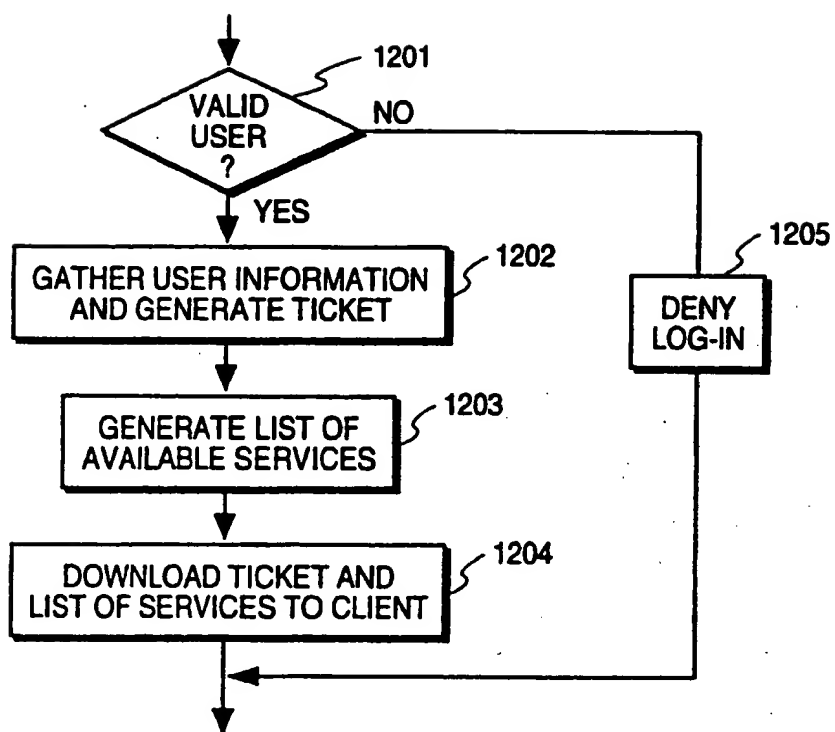 1201
VALID
USER
?
NO
YES
1202
GATHER USER INFORMATION
AND GENERATE TICKET
1205
DENY
LOG-IN
1203
GENERATE LIST OF
AVAILABLE SERVICES
1204
DOWNLOAD TICKET AND
LIST OF SERVICES TO CLIENT